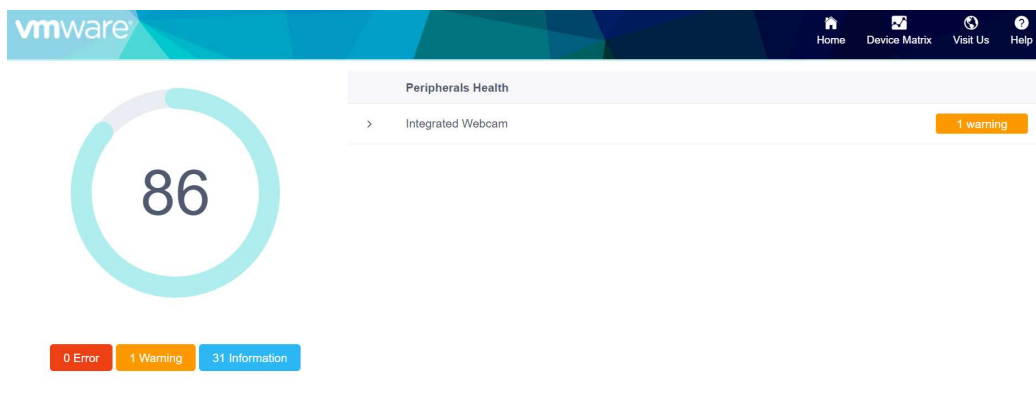 vmware®
Home Device Matrix Visit Us Help
Peripherals Health
Integrated Webcam 1 warning
86
0 Error 1 Warning 31 Information